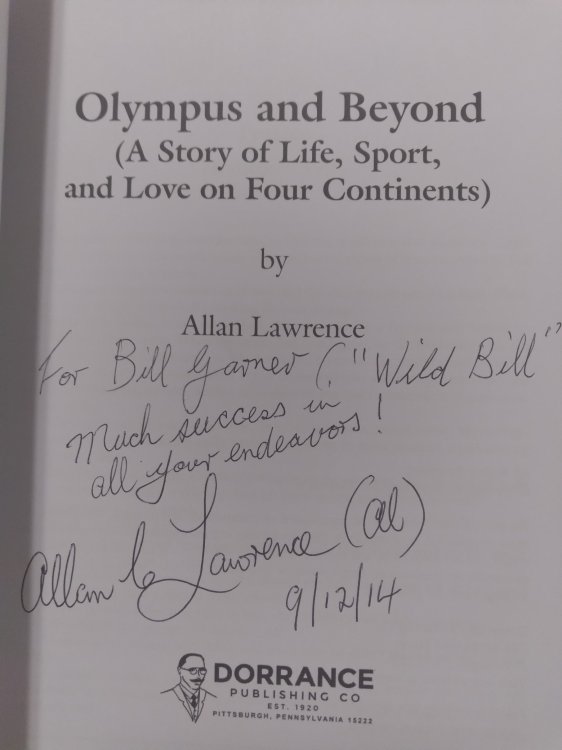 Olympus and Beyond
(A Story of Life, Sport,
and Love on Four Continents)
by
Allan Lawrence
For Bill Garner ("Wild Bill"
Much success in
all your endeavors!
Allan C Lawrence (Al)
9/12/14
DORRANCE
PUBLISHING CO
EST. 1920
PITTSBURGH, PENNSYLVANIA 15222